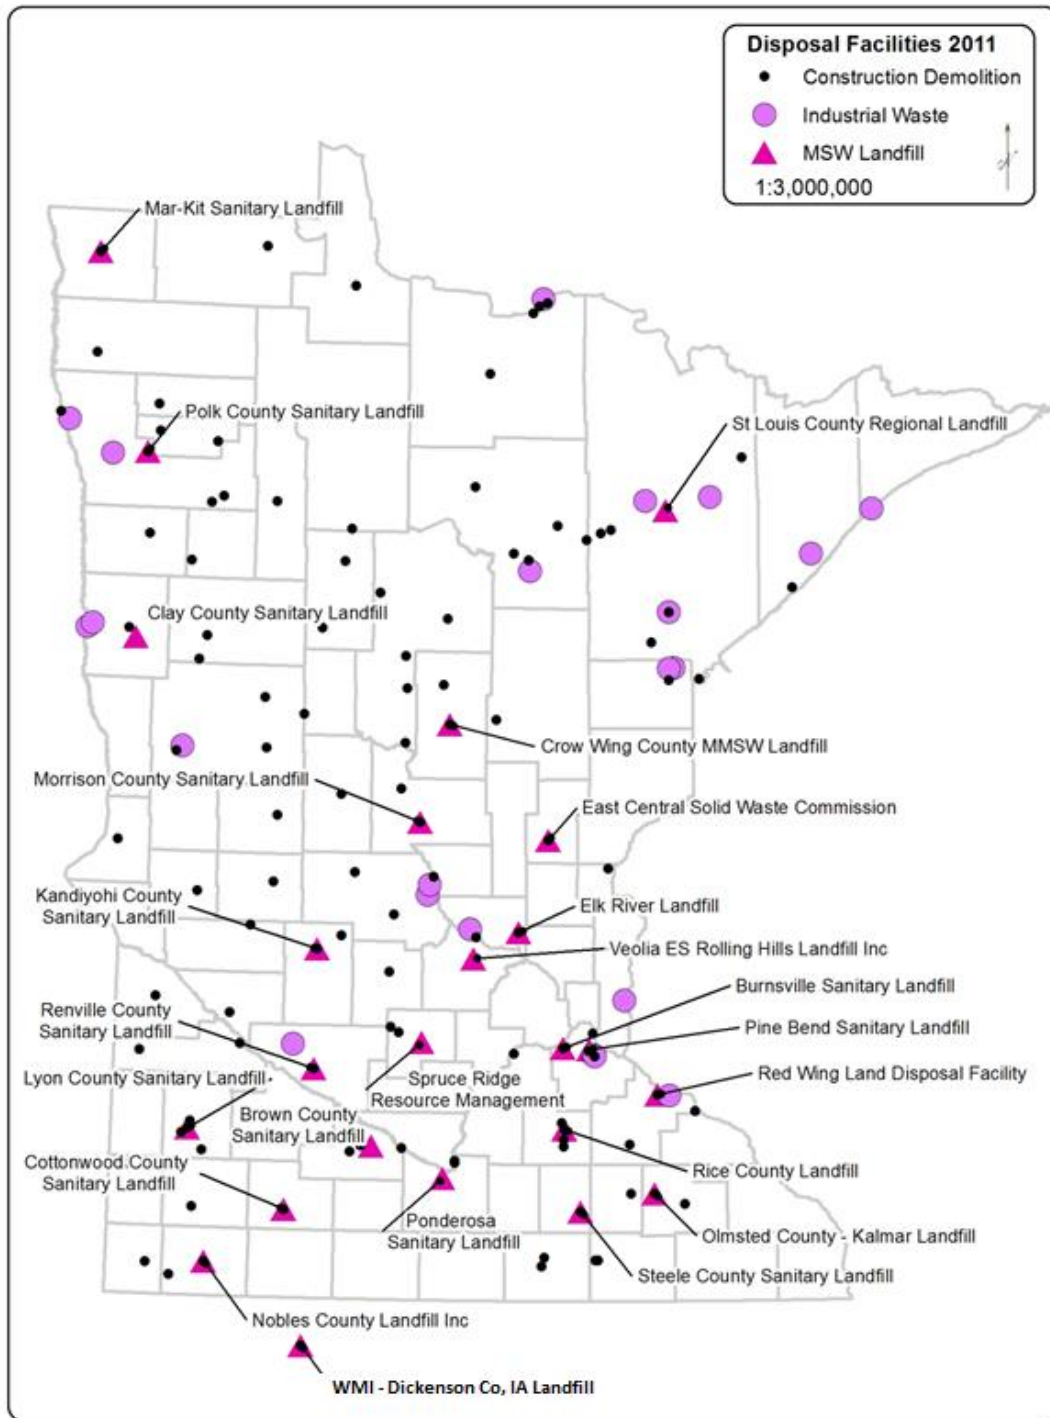 Disposal Facilities 2011
Construction Demolition
Industrial Waste
MSW Landfill
1:3,000,000
Mar-Kit Sanitary Landfill
Polk County Sanitary Landfill
St Louis County Regional Landfill
Clay County Sanitary Landfill
Crow Wing County MMSW Landfill
Morrison County Sanitary Landfill
East Central Solid Waste Commission
Kandiyohi County
Sanitary Landfill
Elk River Landfill
Veolia ES Rolling Hills Landfill Inc
Burnsville Sanitary Landfill
Renville County
Sanitary Landfill
Pine Bend Sanitary Landfill
Lyon County Sanitary Landfill
Spruce Ridge
Resource Management
Red Wing Land Disposal Facility
Brown County
Sanitary Landfill
Cottonwood County
Sanitary Landfill
Rice County Landfill
Ponderosa
Sanitary Landfill
Olmsted County - Kalmar Landfill
Steele County Sanitary Landfill
Nobles County Landfill Inc
WMI - Dickenson Co, IA Landfill